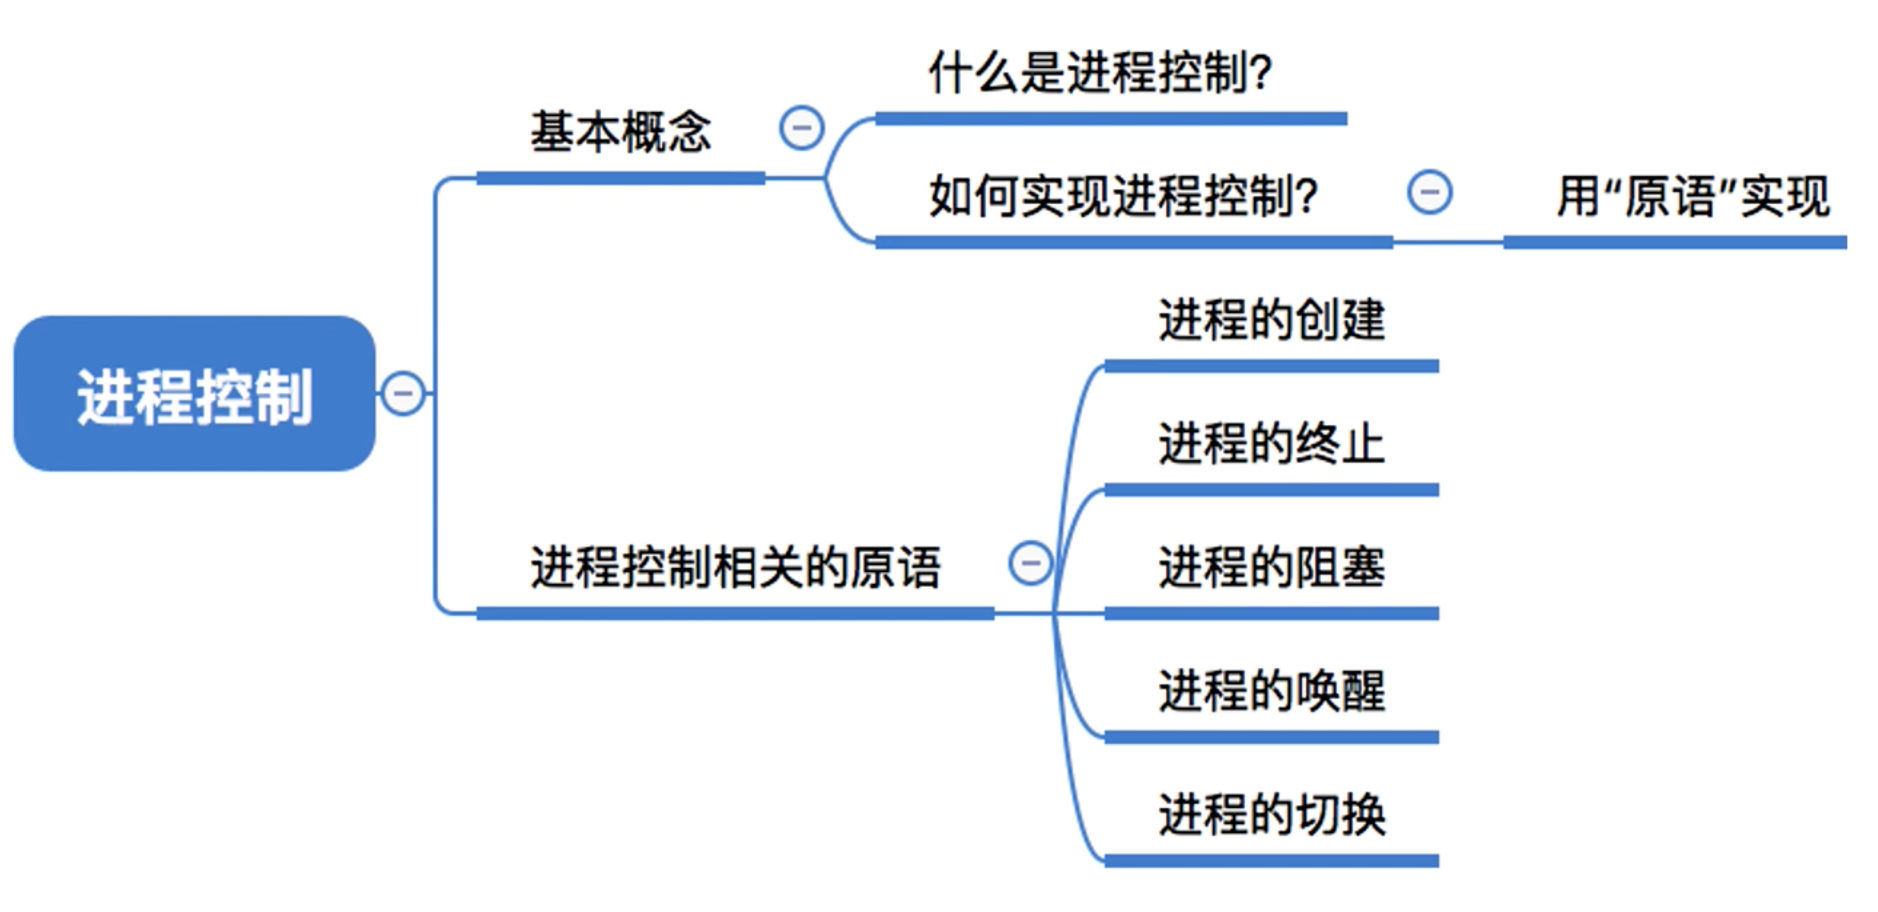 什么是进程控制?
基本概念
如何实现进程控制?
用“原语”实现
进程的创建
进程控制
进程的终止
进程控制相关的原语
进程的阻塞
进程的唤醒
进程的切换